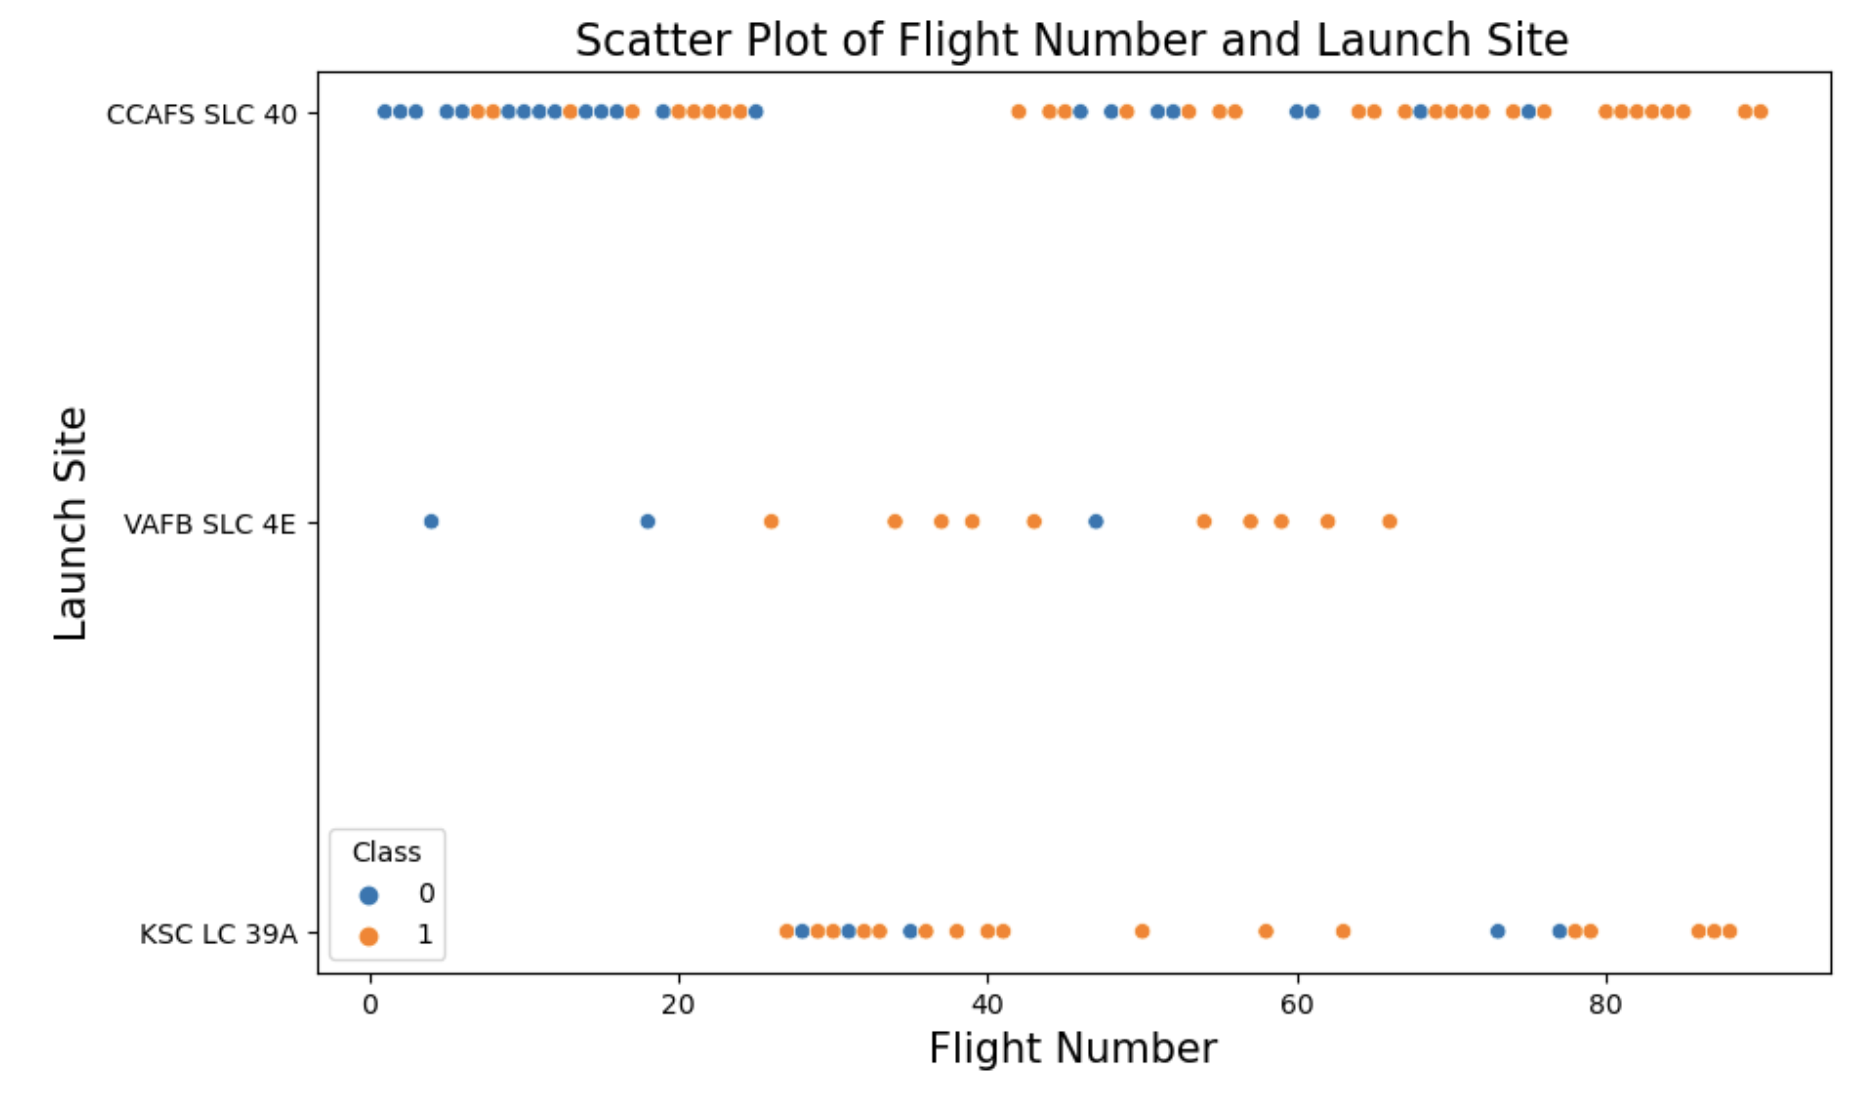 Scatter Plot of Flight Number and Launch Site
Launch Site
CCAFS SLC 40
VAFB SLC 4E
KSC LC 39A
Class
0
1
0 20 40 60 80
Flight Number